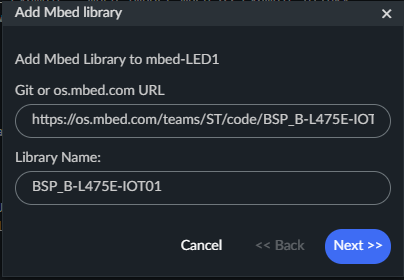 Add Mbed library
Add Mbed Library to mbed-LED1
Git or os.mbed.com URL
https://os.mbed.com/teams/ST/code/BSP_B-L475E-IOT
Library Name:
BSP_B-L475E-IOT01
Cancel
<< Back
Next >>